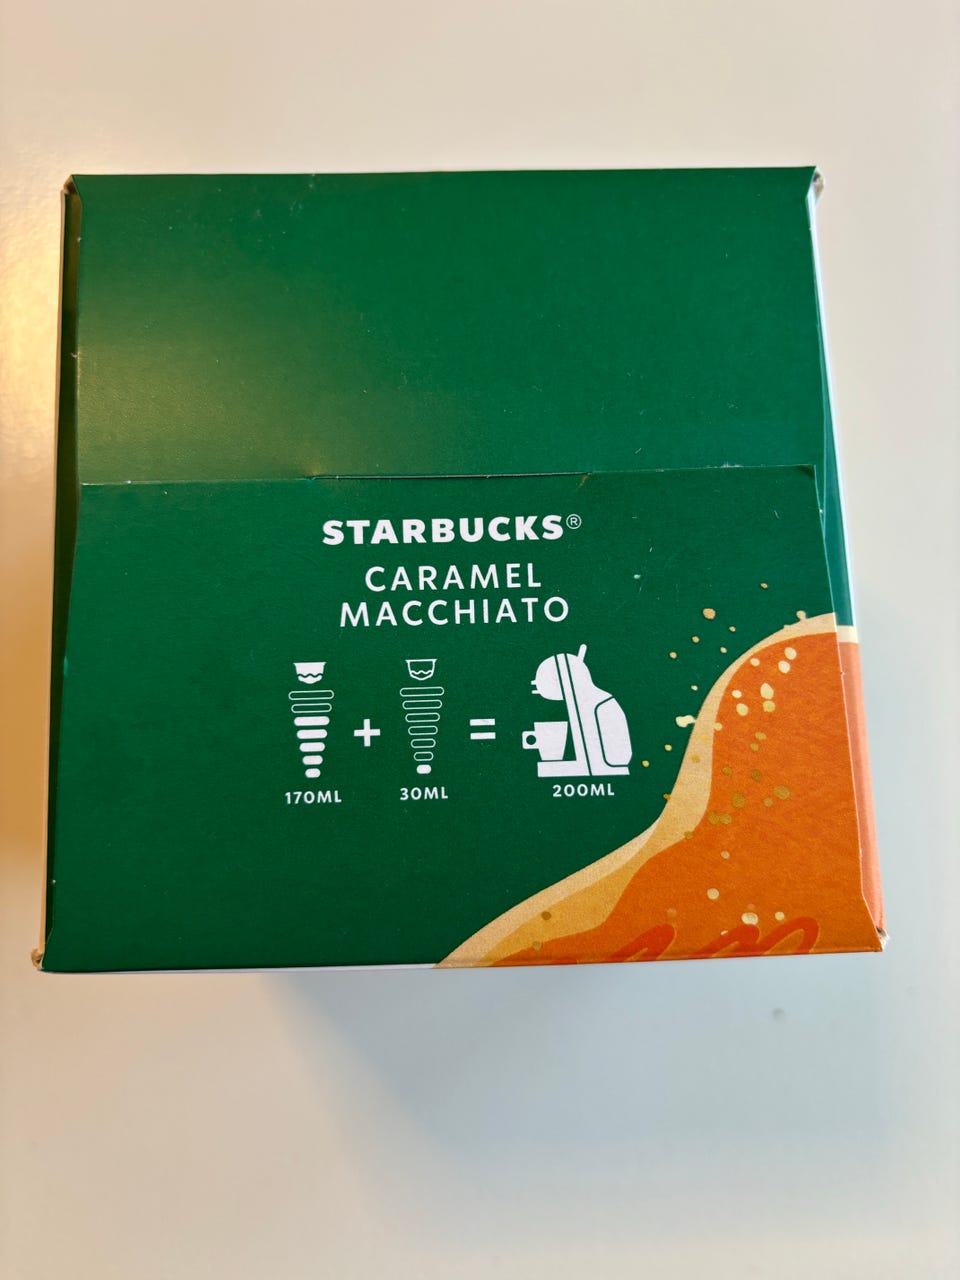 STARBUCKS®
CARAMEL
MACCHIATO
170ML + 30ML = 200ML